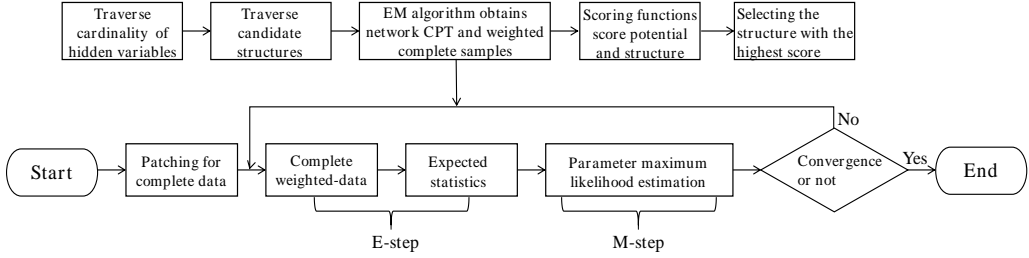 Traverse
cardinality of
hidden variables
Traverse
candidate
structures
EM algorithm obtains
network CPT and weighted
complete samples
Scoring functions
score potential
and structure
Selecting the
structure with the
highest score
No
Start
Patching for
complete data
Complete
weighted-data
Expected
statistics
Parameter maximum
likelihood estimation
Convergence
or not
Yes
End
E-step
M-step